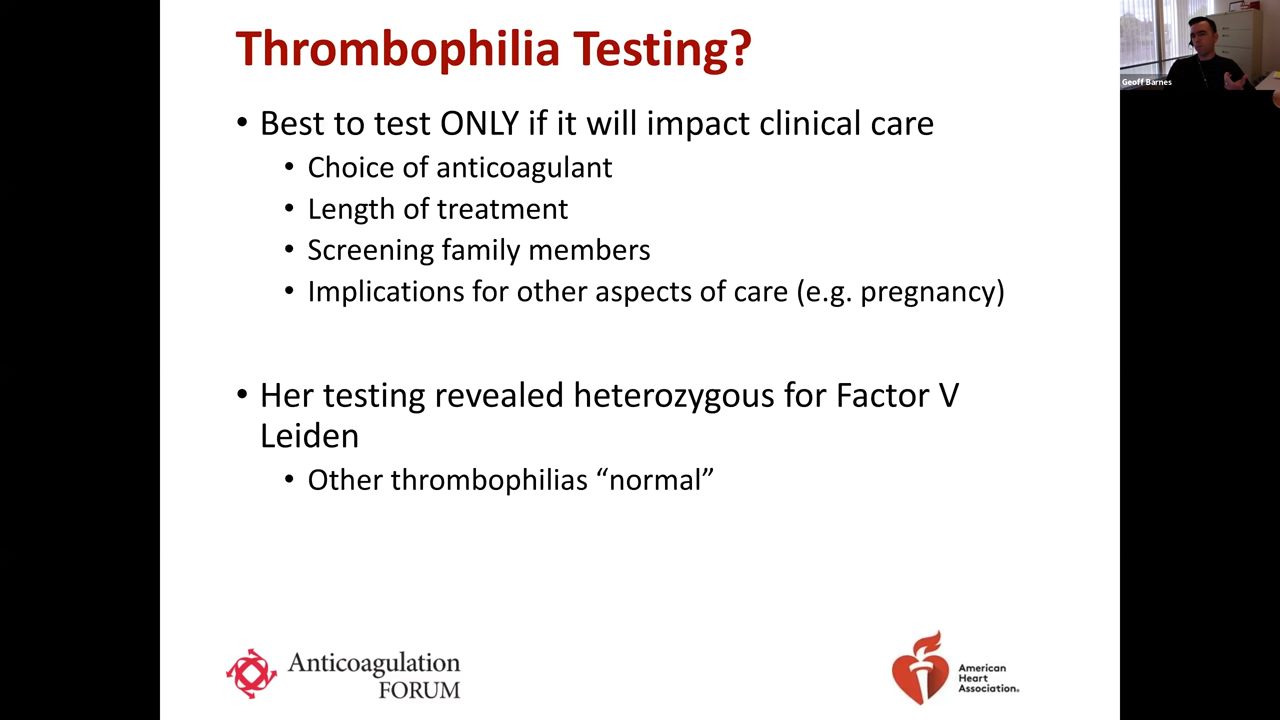 Thrombophilia Testing?
• Best to test ONLY if it will impact clinical care
• Choice of anticoagulant
• Length of treatment
• Screening family members
• Implications for other aspects of care (e.g. pregnancy)
• Her testing revealed heterozygous for Factor V
Leiden
• Other thrombophilias “normal”
Anticoagulation
FORUM
American
Heart
Association.
Geoff Barnes